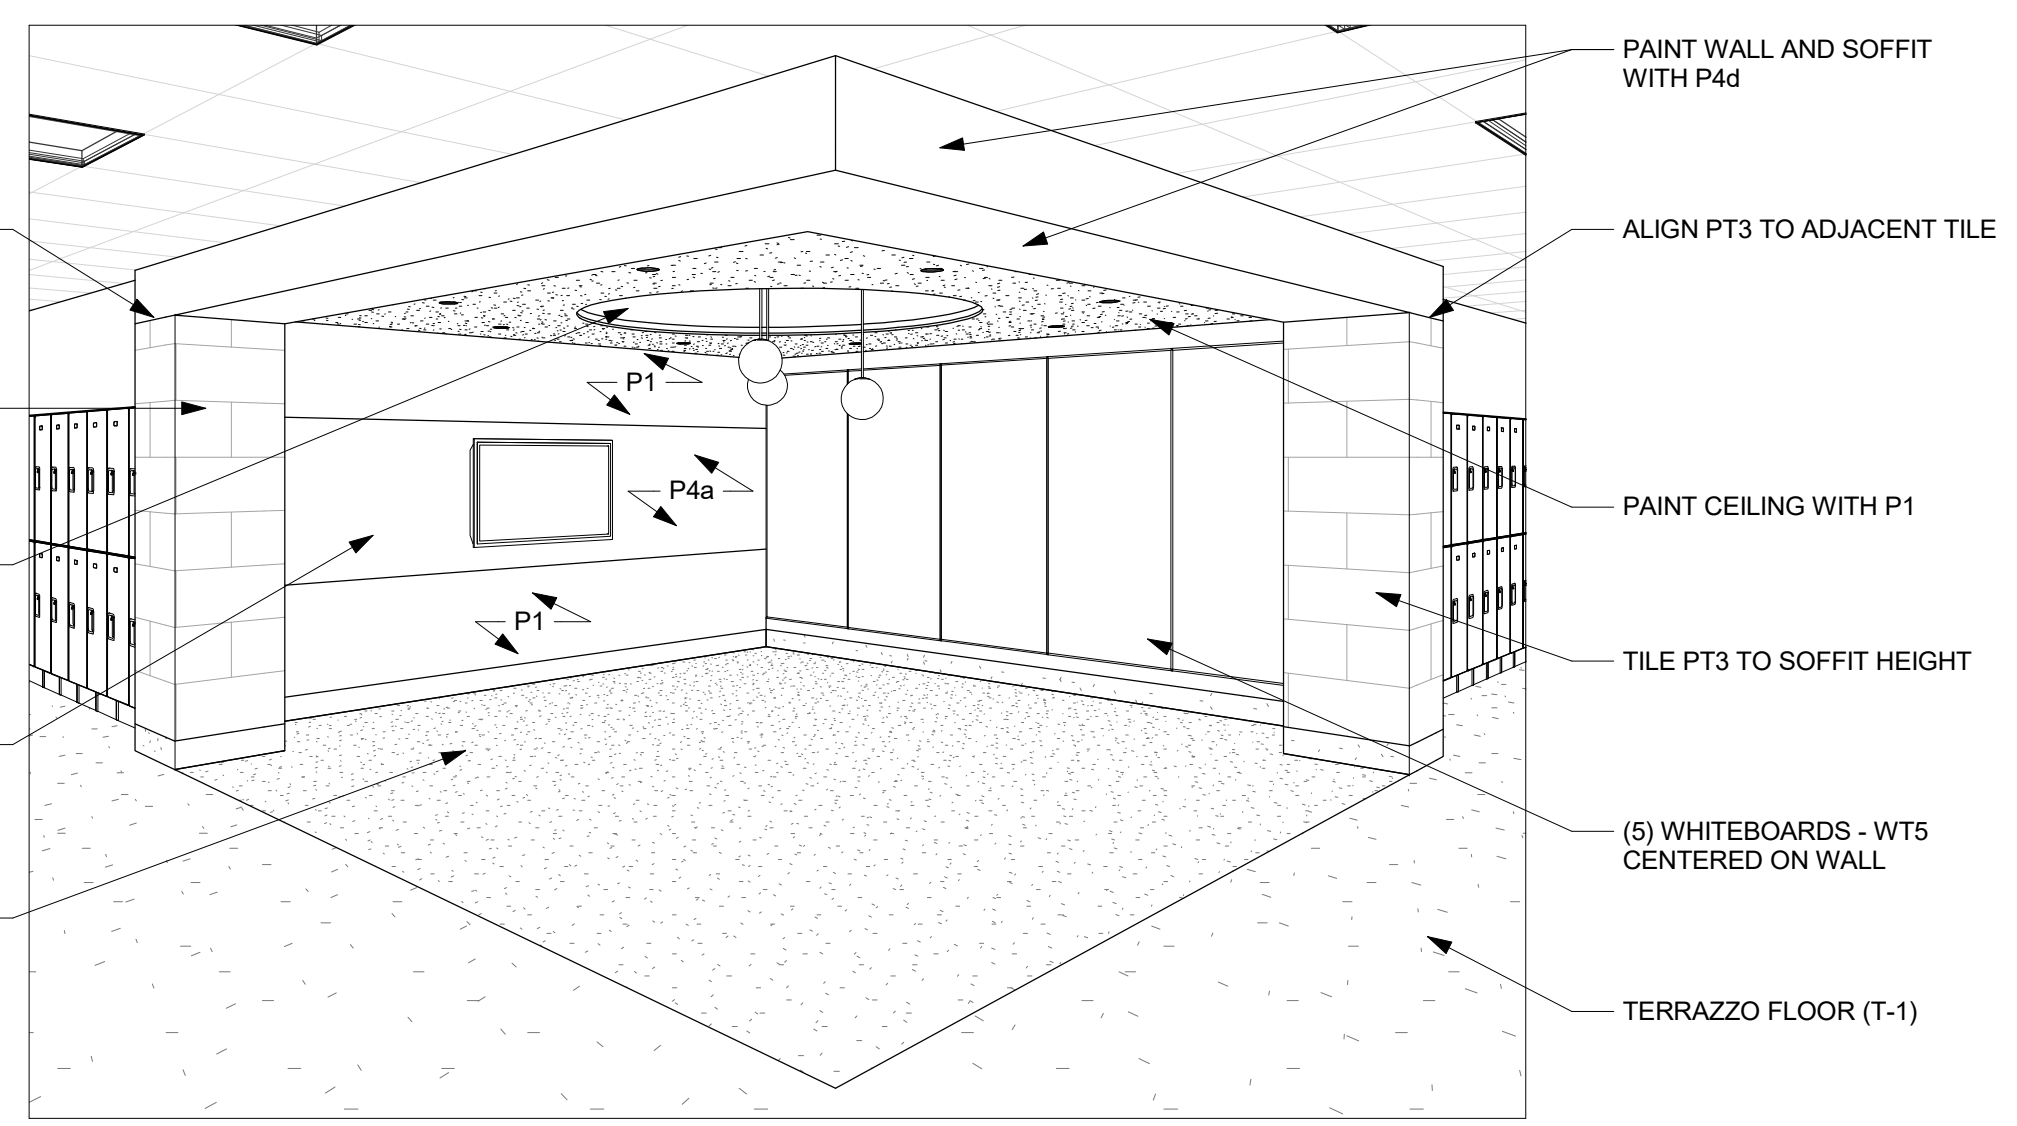 PAINT WALL AND SOFFIT
WITH P4d
ALIGN PT3 TO ADJACENT TILE
P1
P4a
PAINT CEILING WITH P1
P1
TILE PT3 TO SOFFIT HEIGHT
(5) WHITEBOARDS - WT5
CENTERED ON WALL
TERRAZZO FLOOR (T-1)